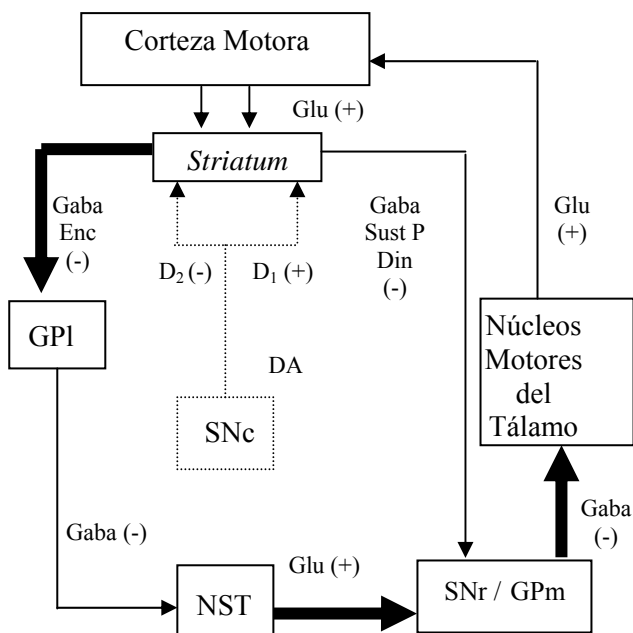 Corteza Motora
Glu (+)
Striatum
Gaba
Enc
(-)
D₂ (-)
D₁ (+)
Gaba
Sust P
Din
(-)
Glu
(+)
GPl
DA
SNc
Núcleos
Motores
del
Tálamo
Gaba (-)
Glu (+)
Gaba
(-)
NST
SNr / GPm